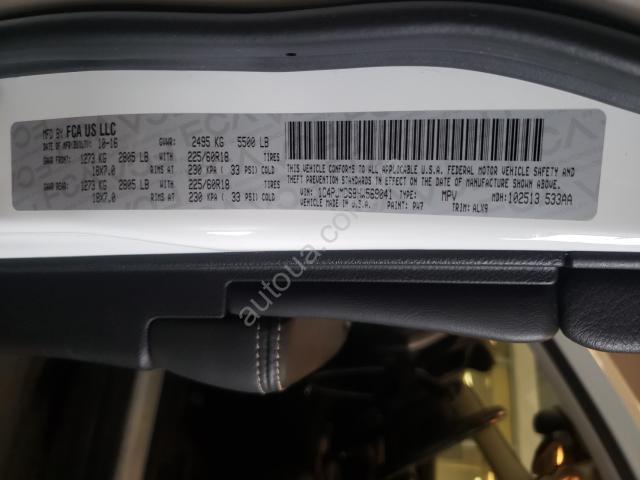 MFD BY: FCA US LLC
DATE OF MFR: 10-16 GVWR: 2495 KG 5500 LB
GAWR FRONT: 1273 KG 2805 LB WITH 225/60R18 TIRES
18X7.0 RIMS AT 230 KPA ( 33 PSI) COLD
GAWR REAR: 1273 KG 2805 LB WITH 225/60R18 TIRES
18X7.0 RIMS AT 230 KPA ( 33 PSI) COLD
THIS VEHICLE CONFORMS TO ALL APPLICABLE U.S.A. FEDERAL MOTOR VEHICLE SAFETY,
THEFT PREVENTION STANDARDS IN EFFECT ON THE DATE OF MANUFACTURE SHOWN ABOVE.
VIN: TYPE: MPV MDH: 102513 533AA
VEHICLE MADE IN U.S.A. PAINT: PW7 TRIM: ALX9
autoua.com